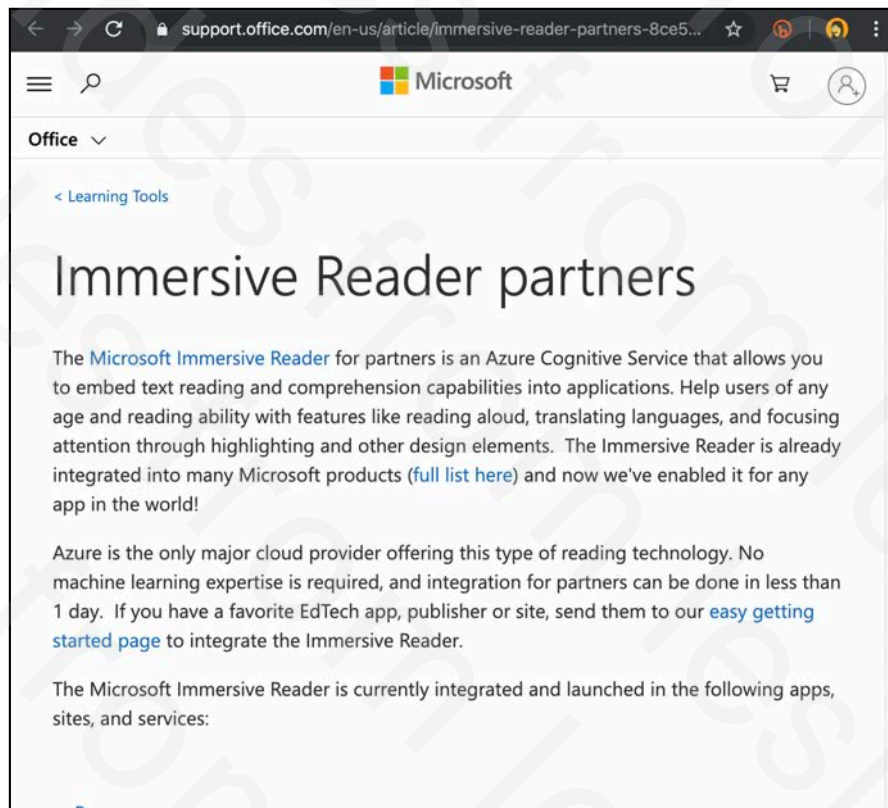 support.office.com/en-us/article/immersive-reader-partners-8ce5...
Microsoft
Office
< Learning Tools
Immersive Reader partners
The Microsoft Immersive Reader for partners is an Azure Cognitive Service that allows you
to embed text reading and comprehension capabilities into applications. Help users of any
age and reading ability with features like reading aloud, translating languages, and focusing
attention through highlighting and other design elements.  The Immersive Reader is already
integrated into many Microsoft products (full list here) and now we've enabled it for any
app in the world!
Azure is the only major cloud provider offering this type of reading technology. No
machine learning expertise is required, and integration for partners can be done in less than
1 day.  If you have a favorite EdTech app, publisher or site, send them to our easy getting
started page to integrate the Immersive Reader.
The Microsoft Immersive Reader is currently integrated and launched in the following apps,
sites, and services: